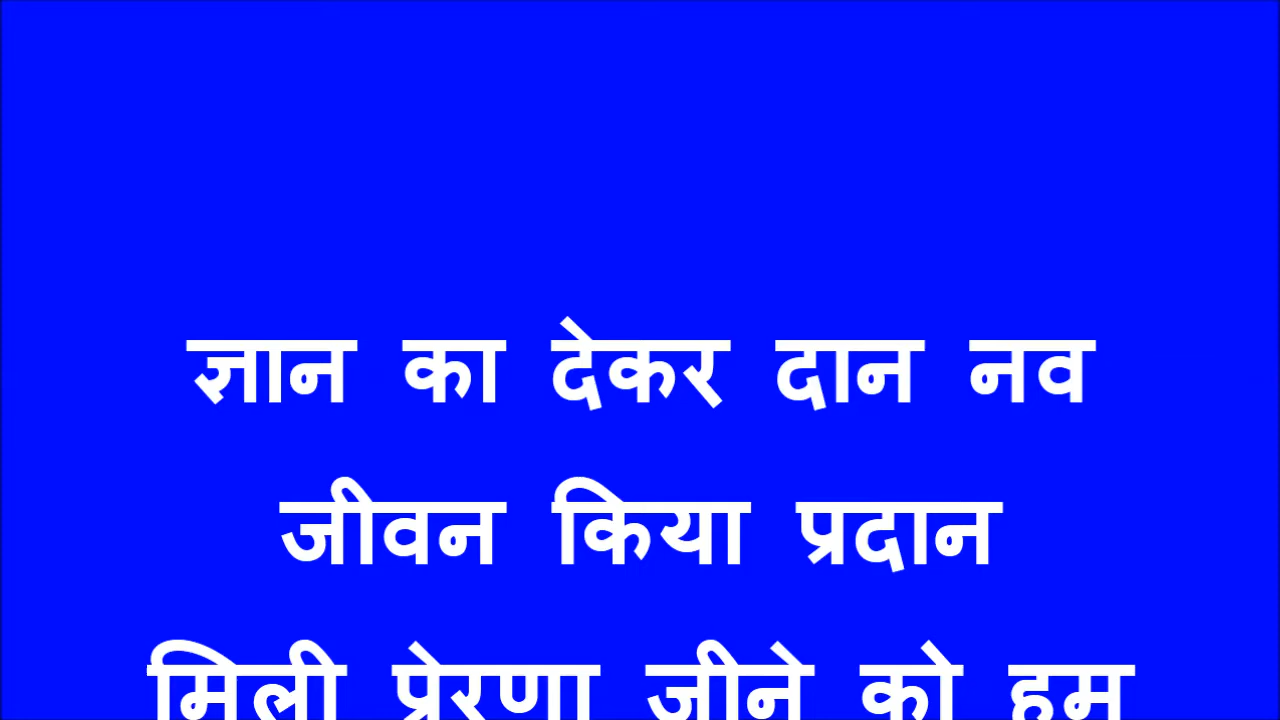 ज्ञान का देकर दान नव
जीवन किया प्रदान
मिली प्रेरणा जीने को हम